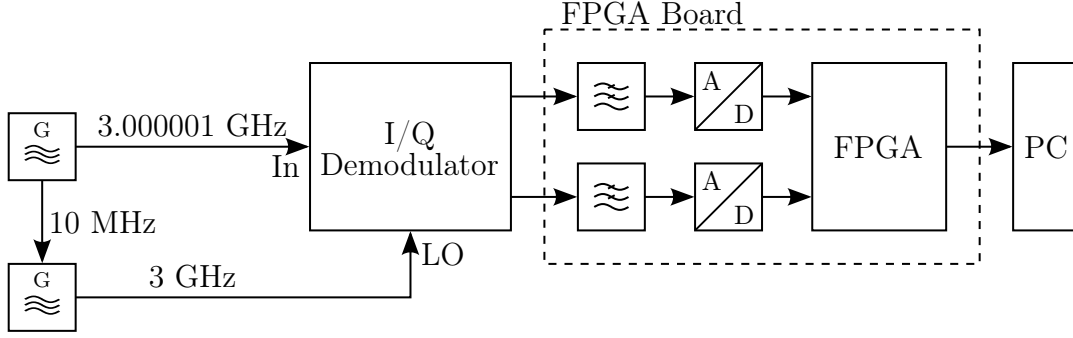 FPGA Board
G
3.000001 GHz
In
10 MHz
G
3 GHz
LO
I/Q
Demodulator
A
D
A
D
FPGA
PC